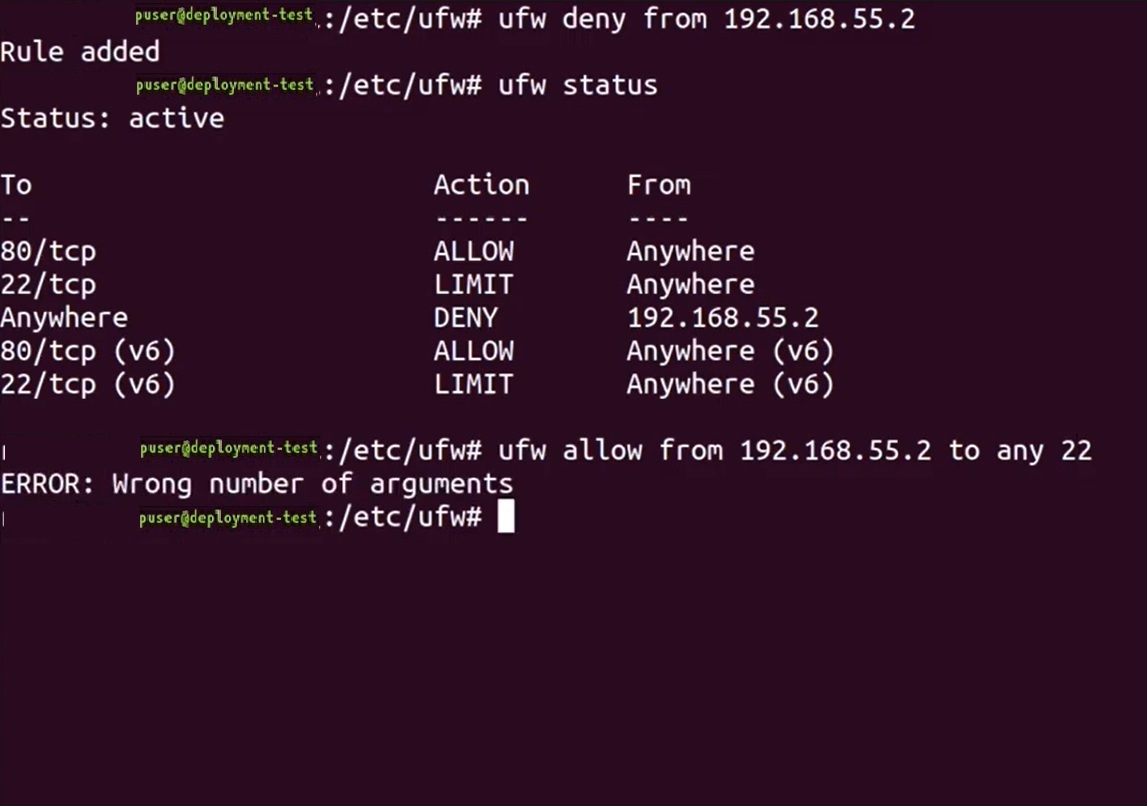 puser@deployment-test:/etc/ufw# ufw deny from 192.168.55.2
Rule added
puser@deployment-test:/etc/ufw# ufw status
Status: active
To Action From
-- ------ ----
80/tcp ALLOW Anywhere
22/tcp LIMIT Anywhere
Anywhere DENY 192.168.55.2
80/tcp (v6) ALLOW Anywhere (v6)
22/tcp (v6) LIMIT Anywhere (v6)
puser@deployment-test:/etc/ufw# ufw allow from 192.168.55.2 to any 22
ERROR: Wrong number of arguments
puser@deployment-test:/etc/ufw#